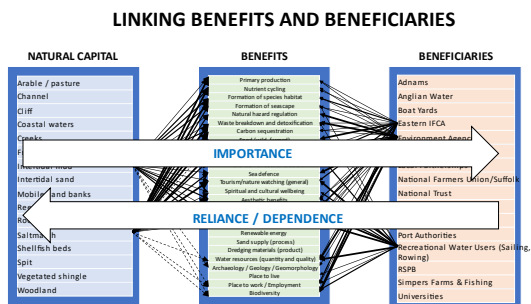 LINKING BENEFITS AND BENEFICIARIES
NATURAL CAPITAL
Arable / pasture
Channel
Cliff
Coastal waters
Creeks
Intertidal sand
Mobile sand banks
Saltmarsh
Shellfish beds
Spit
Vegetated shingle
Woodland
BENEFITS
Primary production
Nutrient cycling
Formation of species habitat
Formation of seascape
Natural hazard regulation
Waste breakdown and detoxification
Carbon sequestration
IMPORTANCE
Sea defence
Tourism/nature watching (general)
Spiritual and cultural wellbeing
Aesthetic benefits
RELIANCE / DEPENDENCE
Renewable energy
Sand supply (process)
Dredging materials (product)
Water resources (quantity and quality)
Archaeology / Geology / Geomorphology
Place to live
Place to work / Employment
Biodiversity
BENEFICIARIES
Adnams
Anglian Water
Boat Yards
Eastern IFCA
Environment Agency
National Farmers Union/Suffolk
National Trust
Port Authorities
Recreational Water Users (Sailing,
Rowing)
RSPB
Simpers Farms & Fishing
Universities